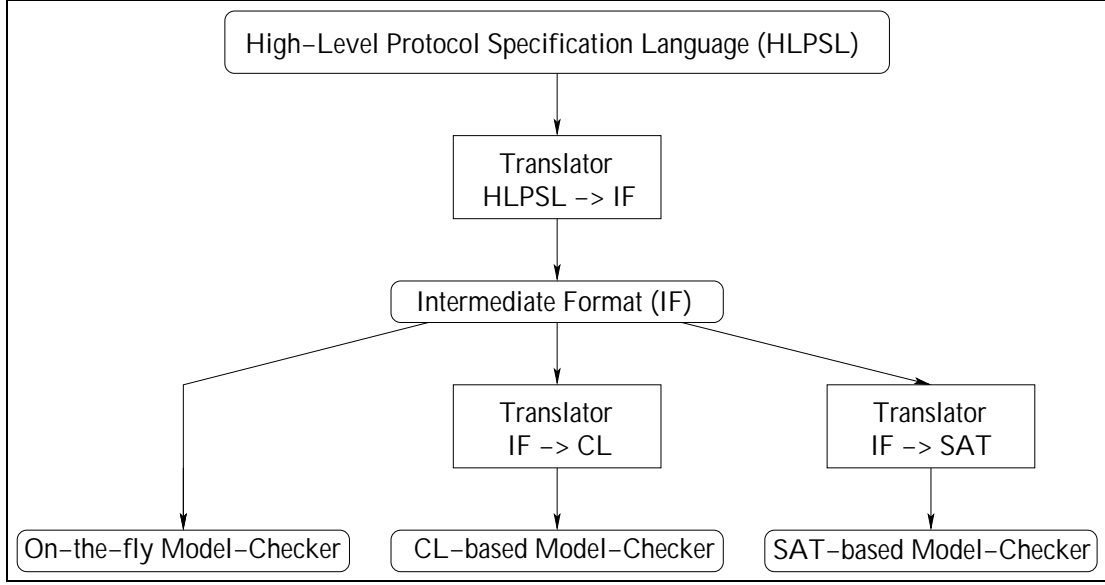 High–Level Protocol Specification Language (HLPSL)
Translator
HLPSL –> IF
Intermediate Format (IF)
Translator
IF –> CL
Translator
IF –> SAT
On–the–fly Model–Checker
CL–based Model–Checker
SAT–based Model–Checker